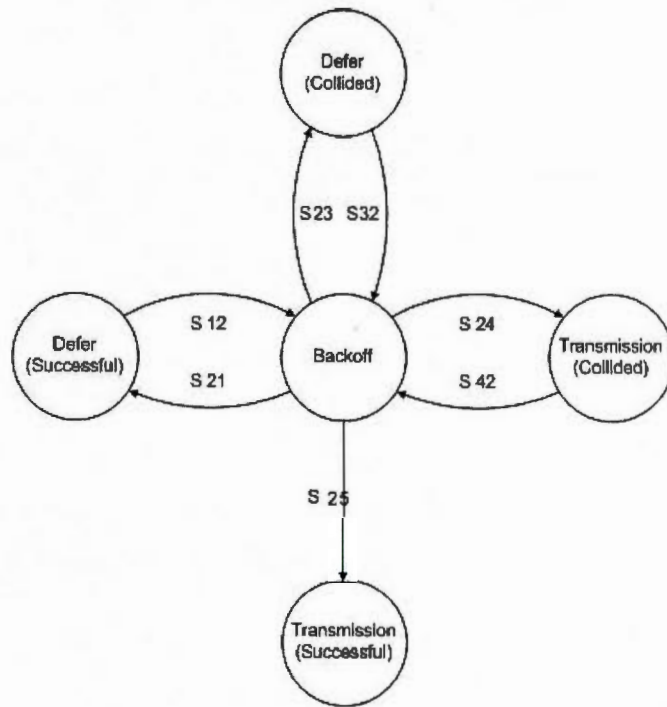 Defer
(Collided)
S23 S32
Defer
(Successful)
S 12
S 21
Backoff
S 24
S 42
Transmission
(Collided)
S 25
Transmission
(Successful)